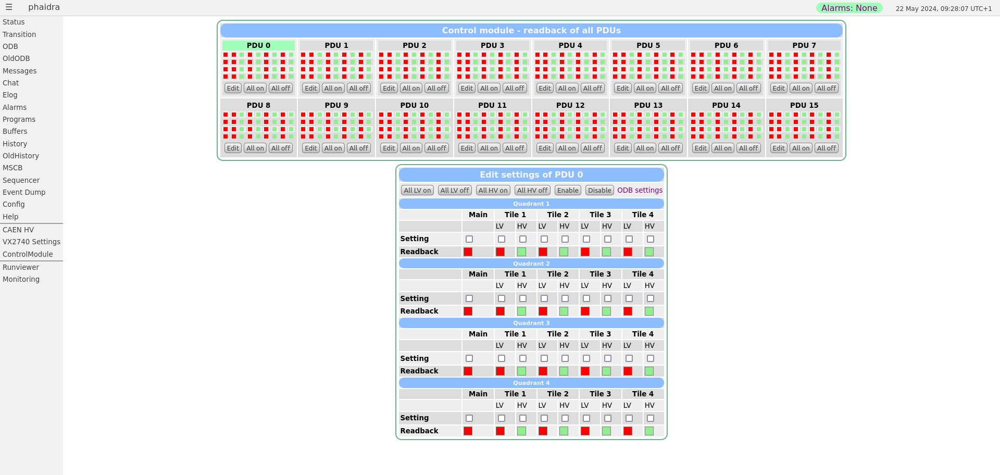 ☰ phaidra Alarms: None 22 May 2024, 09:28:07 UTC+1
Status
Transition
ODB
OldODB
Messages
Chat
Elog
Alarms
Programs
Buffers
History
OldHistory
MSCB
Sequencer
Event Dump
Config
Help
CAEN HV
VX2740 Settings
ControlModule
Runviewer
Monitoring
Control module - readback of all PDUs
PDU 0 PDU 1 PDU 2 PDU 3 PDU 4 PDU 5 PDU 6 PDU 7
Edit All on All off Edit All on All off Edit All on All off Edit All on All off Edit All on All off Edit All on All off Edit All on All off Edit All on All off
PDU 8 PDU 9 PDU 10 PDU 11 PDU 12 PDU 13 PDU 14 PDU 15
Edit All on All off Edit All on All off Edit All on All off Edit All on All off Edit All on All off Edit All on All off Edit All on All off Edit All on All off
Edit settings of PDU 0
All LV on All LV off All HV on All HV off Enable Disable ODB settings
Quadrant 1
Main Tile 1 Tile 2 Tile 3 Tile 4
LV HV LV HV LV HV LV HV
Setting
Readback
Quadrant 2
Main Tile 1 Tile 2 Tile 3 Tile 4
LV HV LV HV LV HV LV HV
Setting
Readback
Quadrant 3
Main Tile 1 Tile 2 Tile 3 Tile 4
LV HV LV HV LV HV LV HV
Setting
Readback
Quadrant 4
Main Tile 1 Tile 2 Tile 3 Tile 4
LV HV LV HV LV HV LV HV
Setting
Readback